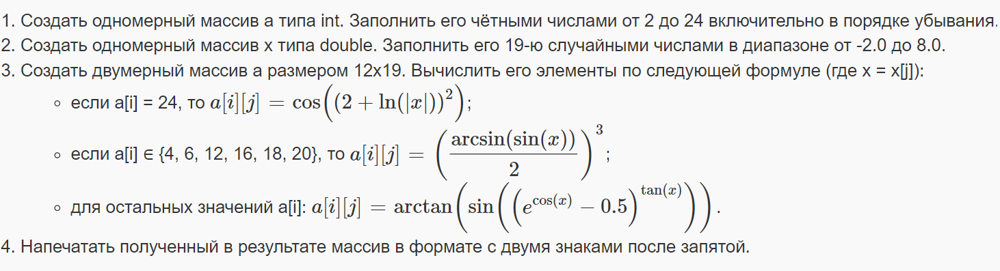 1. Создать одномерный массив a типа int. Заполнить его чётными числами от 2 до 24 включительно в порядке убывания.
2. Создать одномерный массив x типа double. Заполнить его 19-ю случайными числами в диапазоне от -2.0 до 8.0.
3. Создать двумерный массив a размером 12x19. Вычислить его элементы по следующей формуле (где x = x[j]):
◦ если a[i] = 24, то $a[i][j] = \cos\left((2 + \ln(|x|))^2\right)$;
◦ если a[i] ∈ {4, 6, 12, 16, 18, 20}, то $a[i][j] = \left(\frac{\arcsin(\sin(x))}{2}\right)^3$;
◦ для остальных значений a[i]: $a[i][j] = \arctan\left(\sin\left(\left(e^{\cos(x)} - 0.5\right)^{\tan(x)}\right)\right)$.
4. Напечатать полученный в результате массив в формате с двумя знаками после запятой.